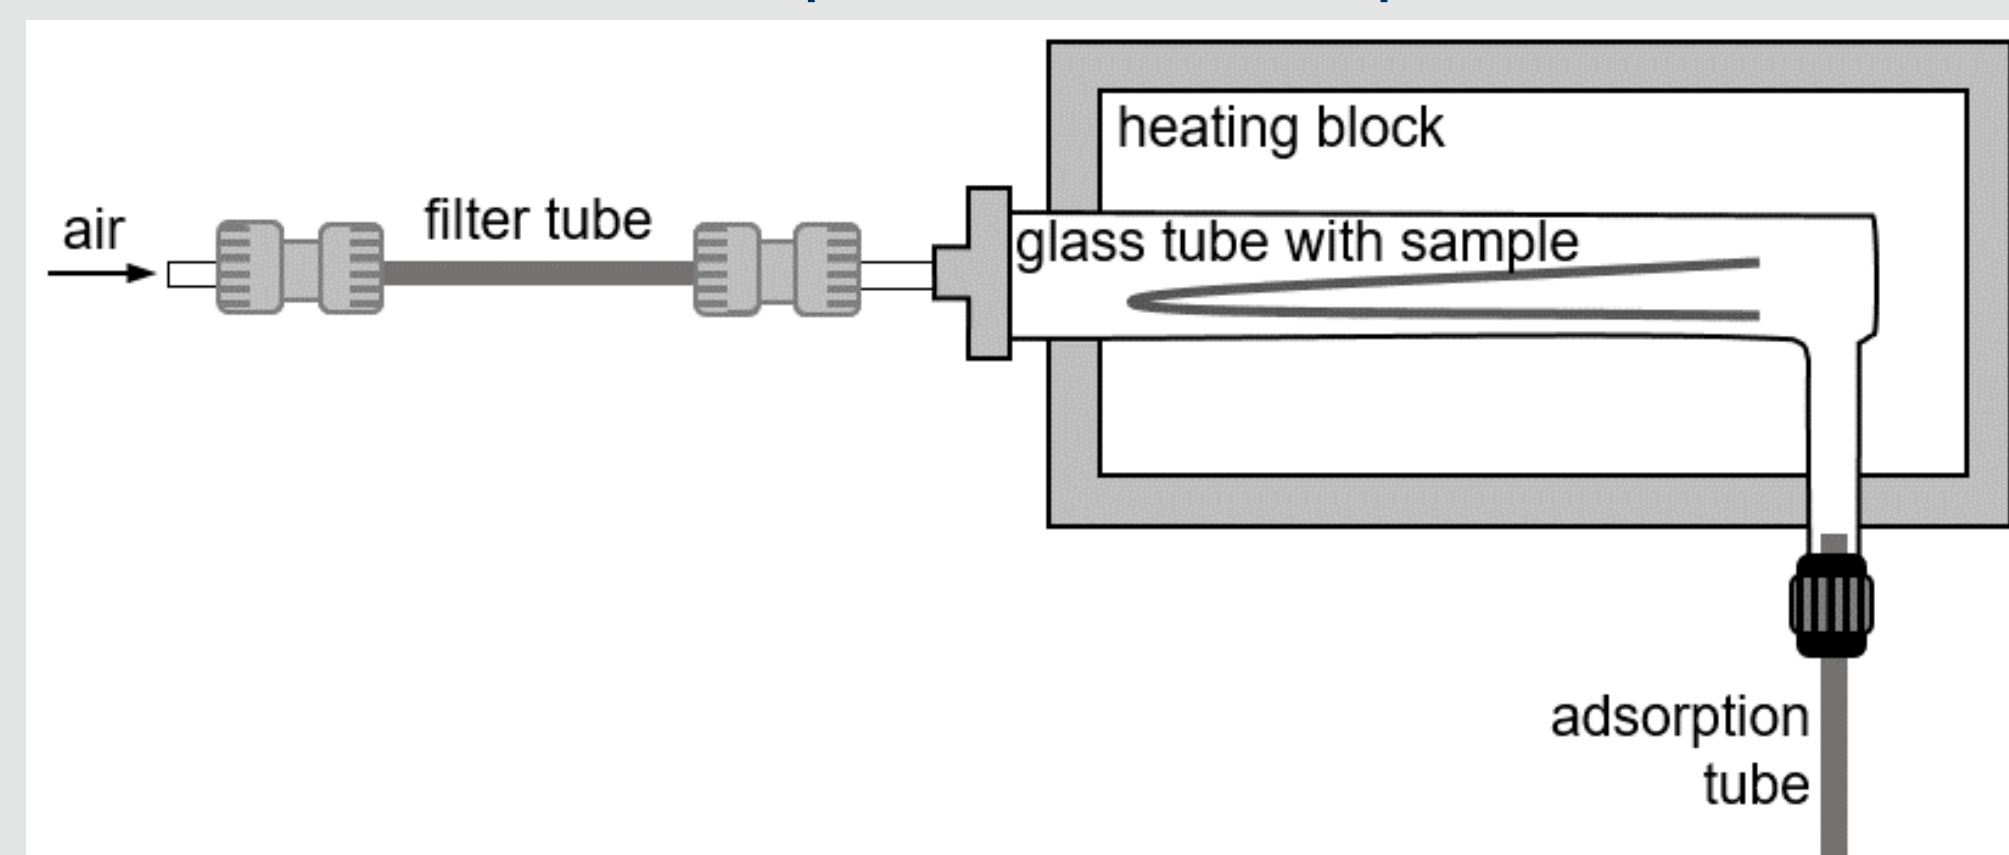 air
filter tube
heating block
glass tube with sample
adsorption
tube